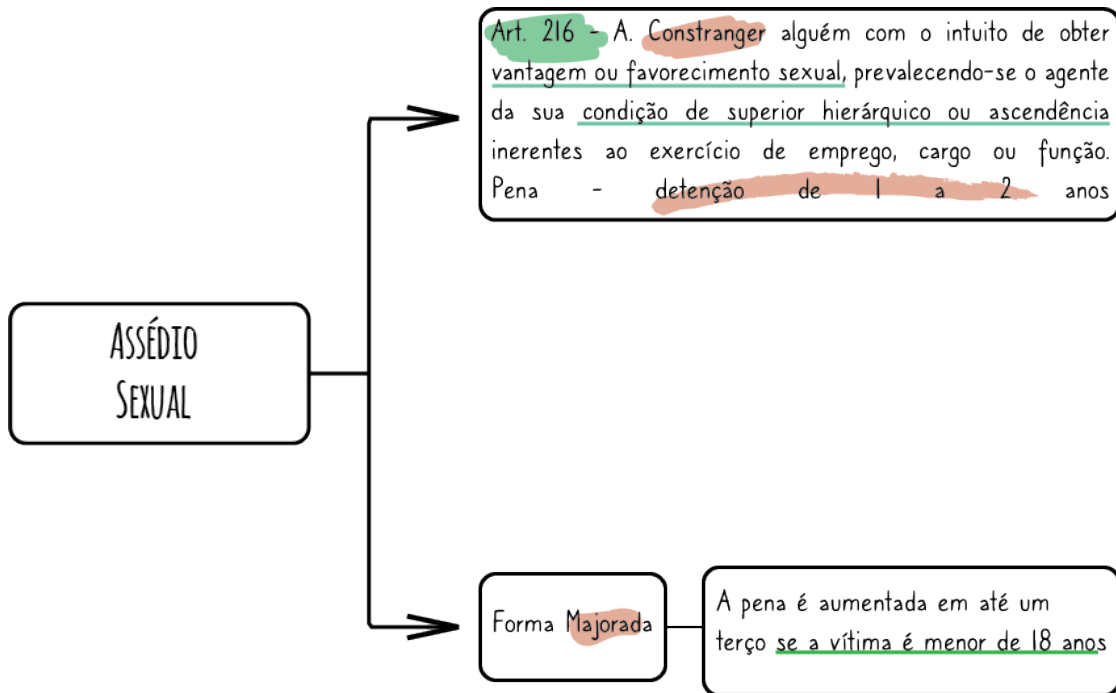 Art. 216 - A. Constranger alguém com o intuito de obter
vantagem ou favorecimento sexual, prevalecendo-se o agente
da sua condição de superior hierárquico ou ascendência
inerentes ao exercício de emprego, cargo ou função.
Pena - detenção de 1 a 2 anos
ASSÉDIO
SEXUAL
Forma Majorada
A pena é aumentada em até um
terço se a vítima é menor de 18 anos